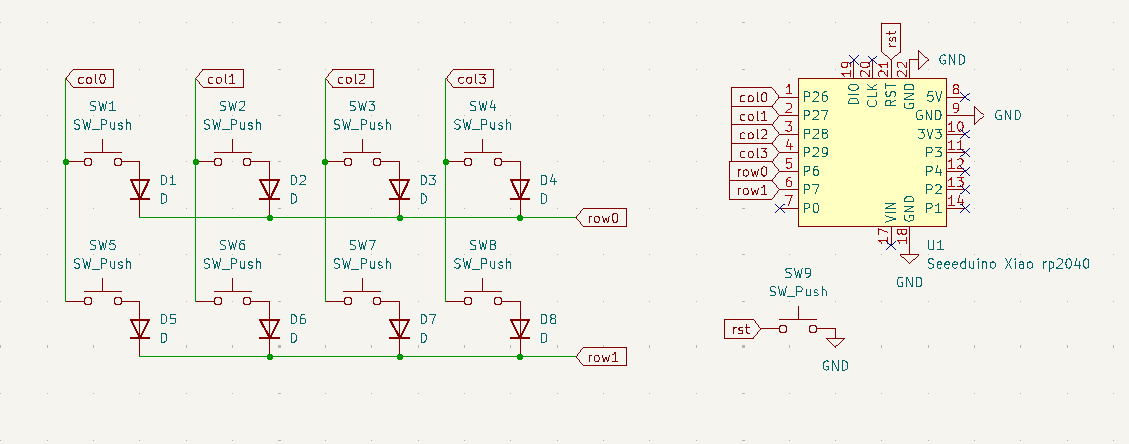 col0
col1
col2
col3
SW1
SW_Push
SW2
SW_Push
SW3
SW_Push
SW4
SW_Push
D1
D
D2
D
D3
D
D4
D
row0
SW5
SW_Push
SW6
SW_Push
SW7
SW_Push
SW8
SW_Push
D5
D
D6
D
D7
D
D8
D
row1
rst
GND
19
20
21
22
DIO
CLK
RST
GND
col0 1 P26
col1 2 P27
col2 3 P28
col3 4 P29
row0 5 P6
row1 6 P7
7 P0
5V 8
GND 9 GND
3V3 10
P3 11
P4 12
P2 13
P1 14
VIN
GND
17
18
GND
U1
Seeeduino Xiao rp2040
SW9
SW_Push
rst
GND